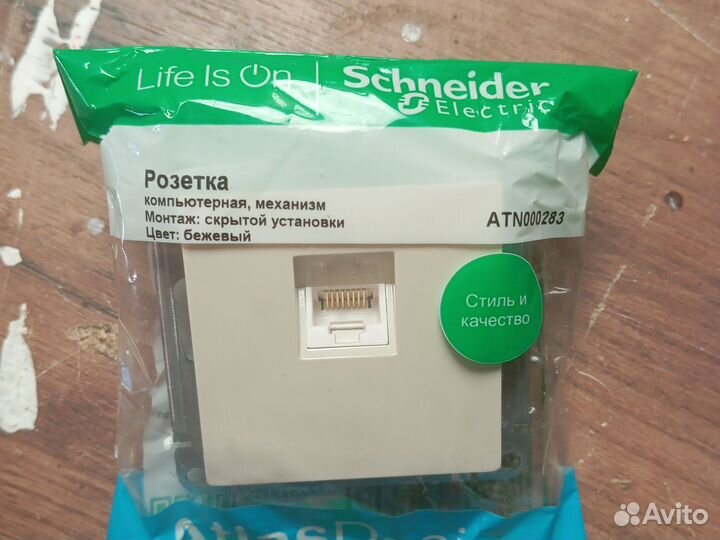 Life Is On
Schneider
Electric
Розетка
компьютерная, механизм
Монтаж: скрытой установки
Цвет: бежевый
ATN000283
Стиль и
качество
Avito